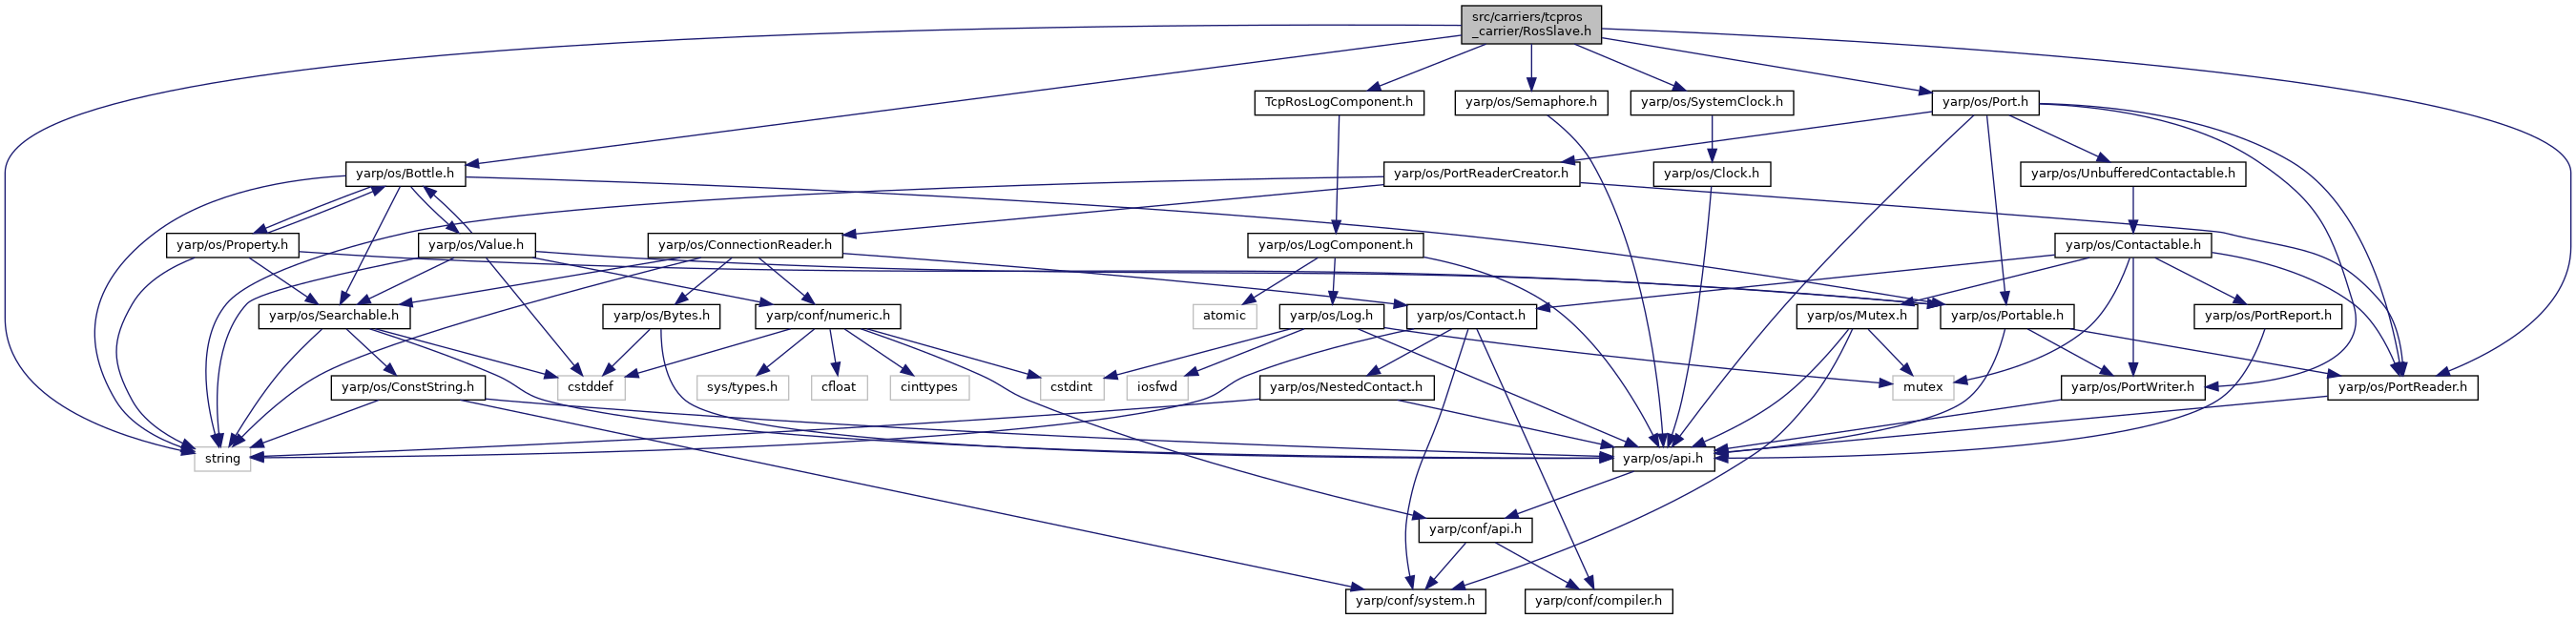 src/carriers/tcpros
_carrier/RosSlave.h
TcpRosLogComponent.h
yarp/os/Semaphore.h
yarp/os/SystemClock.h
yarp/os/Port.h
yarp/os/Bottle.h
yarp/os/PortReaderCreator.h
yarp/os/Clock.h
yarp/os/UnbufferedContactable.h
yarp/os/Property.h
yarp/os/Value.h
yarp/os/ConnectionReader.h
yarp/os/LogComponent.h
yarp/os/Contactable.h
yarp/os/Searchable.h
yarp/os/Bytes.h
yarp/conf/numeric.h
atomic
yarp/os/Log.h
yarp/os/Contact.h
yarp/os/Mutex.h
yarp/os/Portable.h
yarp/os/PortReport.h
yarp/os/ConstString.h
cstddef
sys/types.h
cfloat
cinttypes
cstdint
iosfwd
yarp/os/NestedContact.h
mutex
yarp/os/PortWriter.h
yarp/os/PortReader.h
string
yarp/os/api.h
yarp/conf/api.h
yarp/conf/system.h
yarp/conf/compiler.h